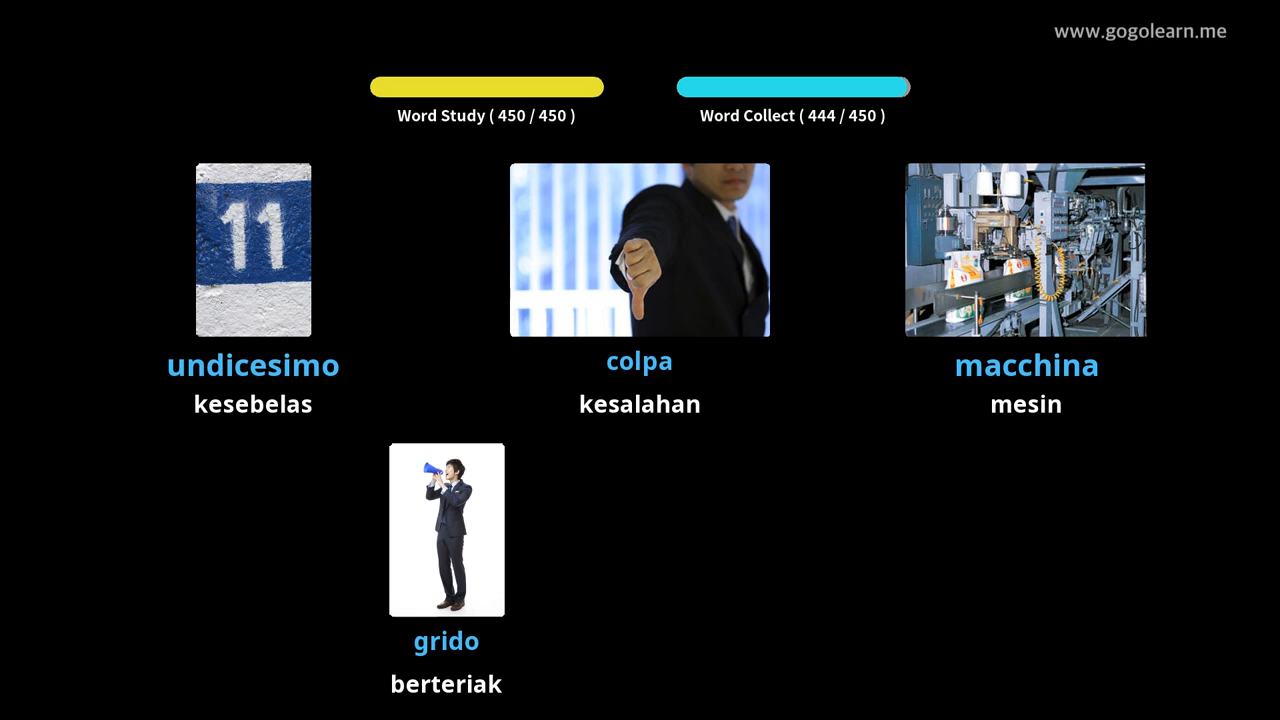 www.gogolearn.me
Word Study ( 450 / 450 )
Word Collect ( 444 / 450 )
11
undicesimo
kesebelas
colpa
kesalahan
macchina
mesin
grido
berteriak